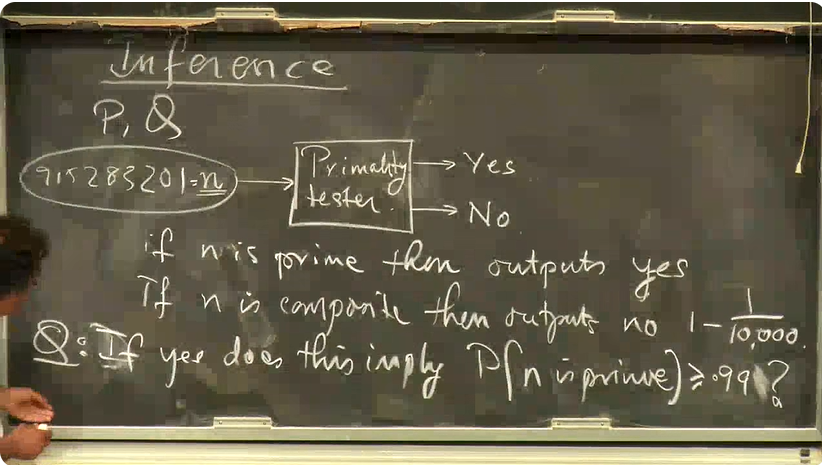 Inference
P, Q
915283201=n → Primality tester. → Yes → No
if n is prime then outputs yes
If n is composite then outputs no 1 - 1/10,000.
Q: If yes does this imply P(n is prime) ≥ .99 ?